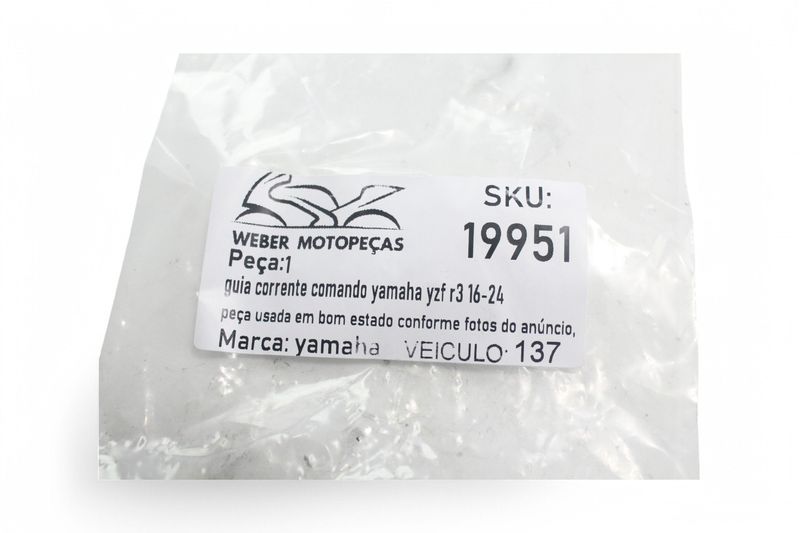 WEBER MOTOPEÇAS
SKU:
19951
Peça:1
guia corrente comando yamaha yzf r3 16-24
peça usada em bom estado conforme fotos do anúncio,
Marca: yamaha VEICULO: 137